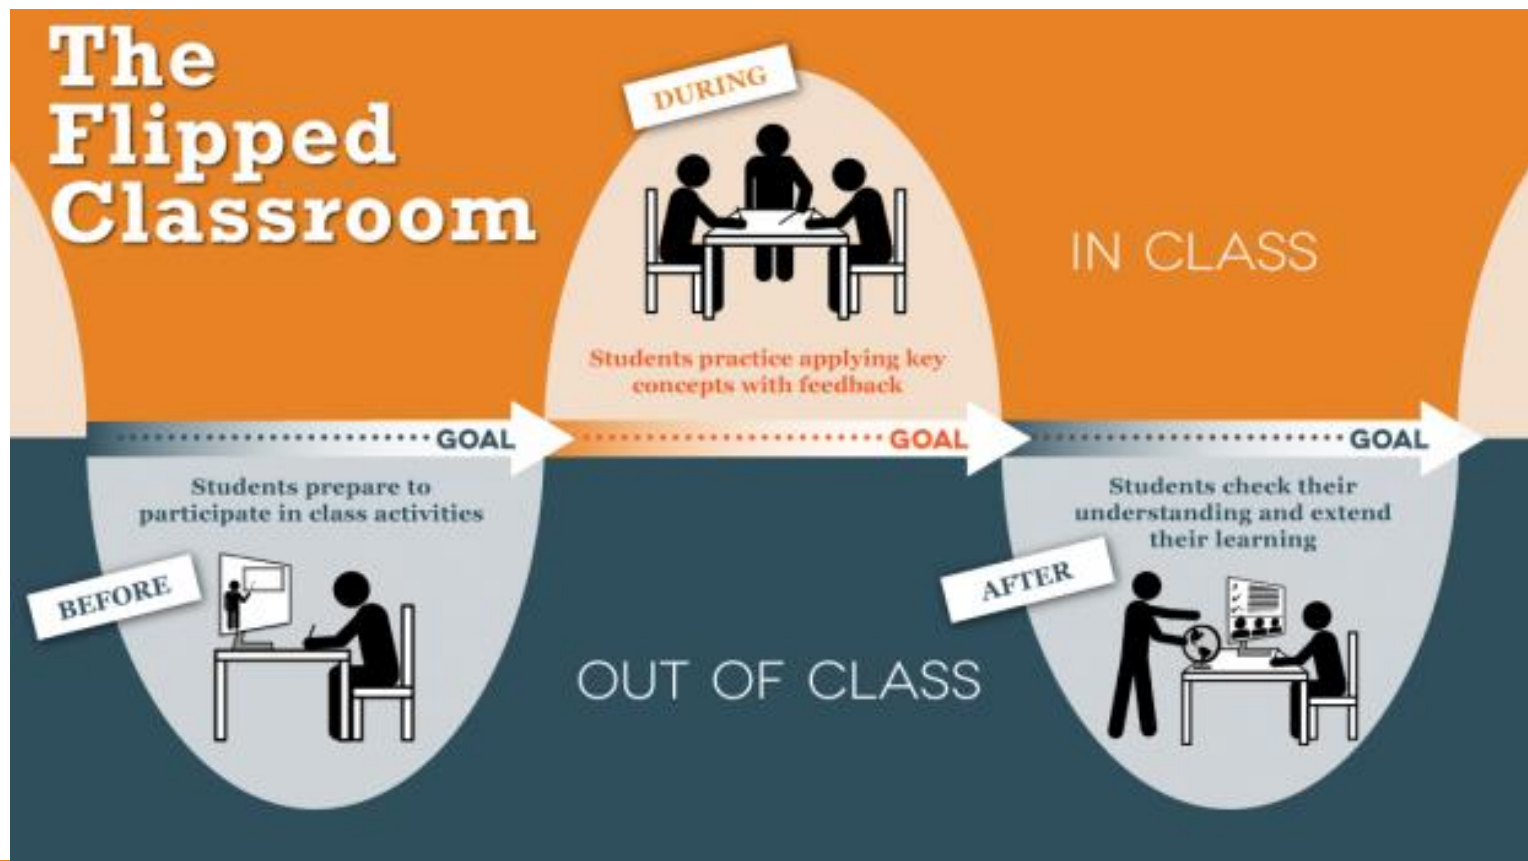 The
Flipped
Classroom
DURING
IN CLASS
Students practice applying key
concepts with feedback
GOAL
GOAL
GOAL
Students prepare to
participate in class activities
BEFORE
OUT OF CLASS
Students check their
understanding and extend
their learning
AFTER